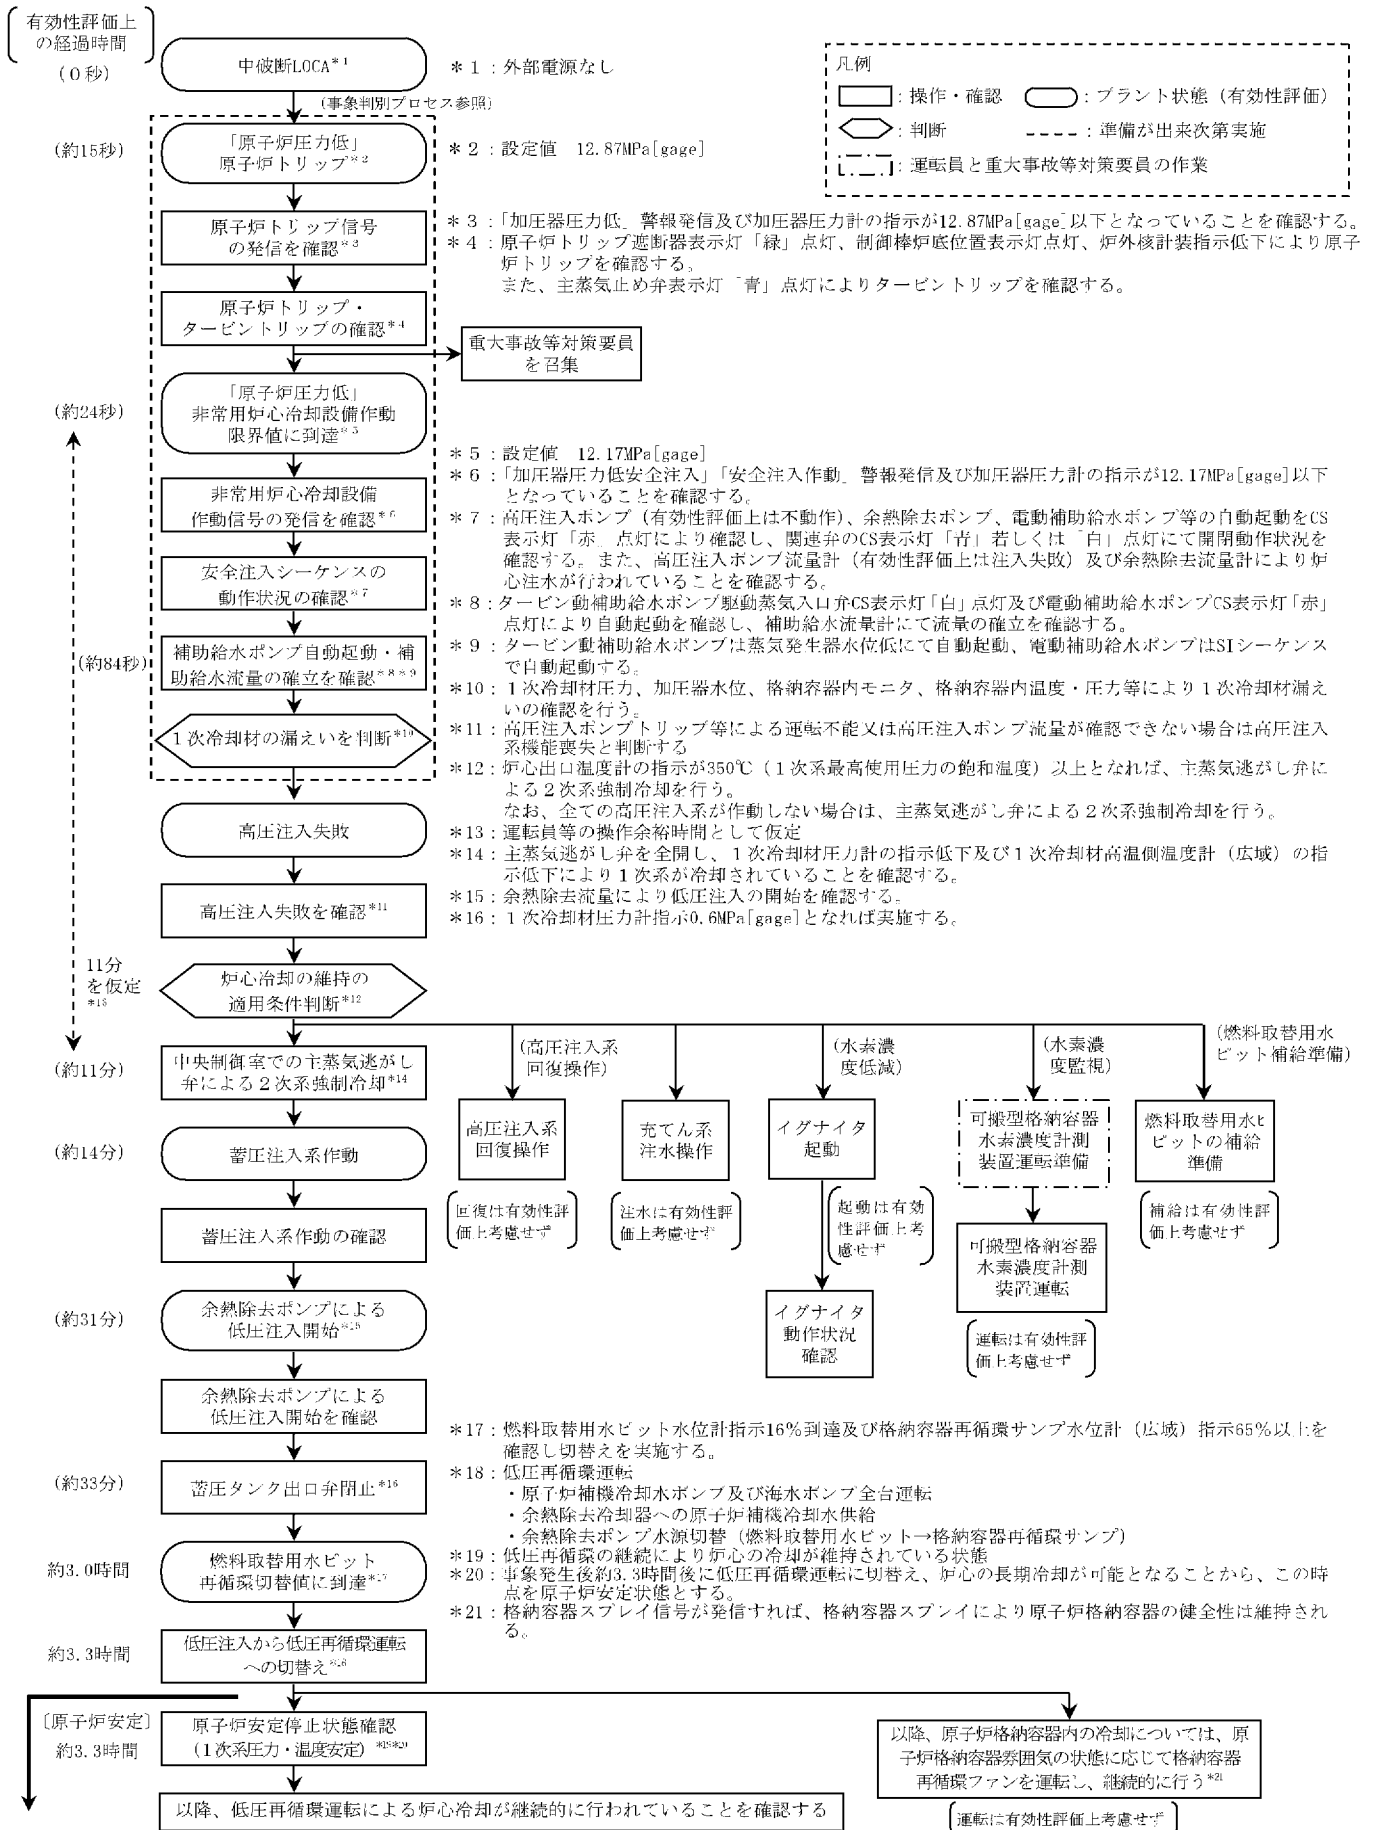 有効性評価上
の経過時間
(0秒)
中破断LOCA*1
*1：外部電源なし
凡例
：操作・確認
：プラント状態（有効性評価）
：判断
：準備が出来次第実施
：運転員と重大事故等対策要員の作業
(事象判別プロセス参照)
(約15秒)
「原子炉圧力低」
原子炉トリップ*2
*2：設定値　12.87MPa[gage]
原子炉トリップ信号
の発信を確認*3
*3：「加圧器圧力低」警報発信及び加圧器圧力計の指示が12.87MPa[gage]以下となっていることを確認する。
*4：原子炉トリップ遮断器表示灯「緑」点灯、制御棒炉底位置表示灯点灯、炉外核計装指示低下により原子
炉トリップを確認する。
また、主蒸気止め弁表示灯「青」点灯によりタービントリップを確認する。
原子炉トリップ・
タービントリップの確認*4
重大事故等対策要員
を召集
(約24秒)
「原子炉圧力低」
非常用炉心冷却設備作動
限界値に到達*5
*5：設定値　12.17MPa[gage]
*6：「加圧器圧力低安全注入」「安全注入作動」警報発信及び加圧器圧力計の指示が12.17MPa[gage]以下
となっていることを確認する。
非常用炉心冷却設備
作動信号の発信を確認*6
*7：高圧注入ポンプ（有効性評価上は不動作）、余熱除去ポンプ、電動補助給水ポンプ等の自動起動をCS
表示灯「赤」点灯により確認し、関連弁のCS表示灯「青」若しくは「白」点灯にて開閉動作状況を
確認する。また、高圧注入ポンプ流量計（有効性評価上は注入失敗）及び余熱除去流量計により炉
心注水が行われていることを確認する。
安全注入シーケンスの
動作状況の確認*7
*8：タービン動補助給水ポンプ駆動蒸気入口弁CS表示灯「白」点灯及び電動補助給水ポンプCS表示灯「赤」
点灯により自動起動を確認し、補助給水流量計にて流量の確立を確認する。
(約84秒)
補助給水ポンプ自動起動・補
助給水流量の確立を確認*8*9
*9：タービン動補助給水ポンプは蒸気発生器水位低にて自動起動、電動補助給水ポンプはSIシーケンス
で自動起動する。
*10：1次冷却材圧力、加圧器水位、格納容器内モニタ、格納容器内温度・圧力等により1次冷却材漏え
いの確認を行う。
1次冷却材の漏えいを判断*10
*11：高圧注入ポンプトリップ等による運転不能又は高圧注入ポンプ流量が確認できない場合は高圧注入
系機能喪失と判断する
*12：炉心出口温度計の指示が350℃（1次系最高使用圧力の飽和温度）以上となれば、主蒸気逃がし弁に
よる2次系強制冷却を行う。
なお、全ての高圧注入系が作動しない場合は、主蒸気逃がし弁による2次系強制冷却を行う。
高圧注入失敗
*13：運転員等の操作余裕時間として仮定
*14：主蒸気逃がし弁を全開し、1次冷却材圧力計の指示低下及び1次冷却材高温側温度計（広域）の指
示低下により1次系が冷却されていることを確認する。
*15：余熱除去流量により低圧注入の開始を確認する。
*16：1次冷却材圧力計指示0.6MPa[gage]となれば実施する。
高圧注入失敗を確認*11
11分
を仮定
*13
炉心冷却の維持の
適用条件判断*12
(約11分)
中央制御室での主蒸気逃がし
弁による2次系強制冷却*14
(高圧注入系
回復操作)
(水素濃
度低減)
(水素濃
度監視)
(燃料取替用水
ピット補給準備)
高圧注入系
回復操作
充てん系
注水操作
イグナイタ
起動
可搬型格納容器
水素濃度計測
装置運転準備
燃料取替用水ピ
ットの補給
準備
(約14分)
蓄圧注入系作動
回復は有効性評
価上考慮せず
注水は有効性評
価上考慮せず
起動は有効
性評価上考
慮せず
補給は有効性評
価上考慮せず
蓄圧注入系作動の確認
可搬型格納容器
水素濃度計測
装置運転
(約31分)
余熱除去ポンプによる
低圧注入開始*15
イグナイタ
動作状況
確認
運転は有効性評
価上考慮せず
余熱除去ポンプによる
低圧注入開始を確認
*17：燃料取替用水ピット水位計指示16％到達及び格納容器再循環サンプ水位計（広域）指示65％以上を
確認し切替えを実施する。
(約33分)
蓄圧タンク出口弁閉止*16
*18：低圧再循環運転
・原子炉補機冷却水ポンプ及び海水ポンプ全台運転
・余熱除去冷却器への原子炉補機冷却水供給
・余熱除去ポンプ水源切替（燃料取替用水ピット→格納容器再循環サンプ）
約3.0時間
燃料取替用水ピット
再循環切替値に到達*17
*19：低圧再循環の継続により炉心の冷却が維持されている状態
*20：事象発生後約3.3時間後に低圧再循環運転に切替え、炉心の長期冷却が可能となることから、この時
点を原子炉安定状態とする。
*21：格納容器スプレイ信号が発信すれば、格納容器スプレイにより原子炉格納容器の健全性は維持され
る。
約3.3時間
低圧注入から低圧再循環運転
への切替え*18
〔原子炉安定〕
約3.3時間
原子炉安定停止状態確認
(1次系圧力・温度安定)*19*20
以降、原子炉格納容器内の冷却については、原
子炉格納容器雰囲気の状態に応じて格納容器
再循環ファンを運転し、継続的に行う*21
以降、低圧再循環運転による炉心冷却が継続的に行われていることを確認する
運転は有効性評価上考慮せず